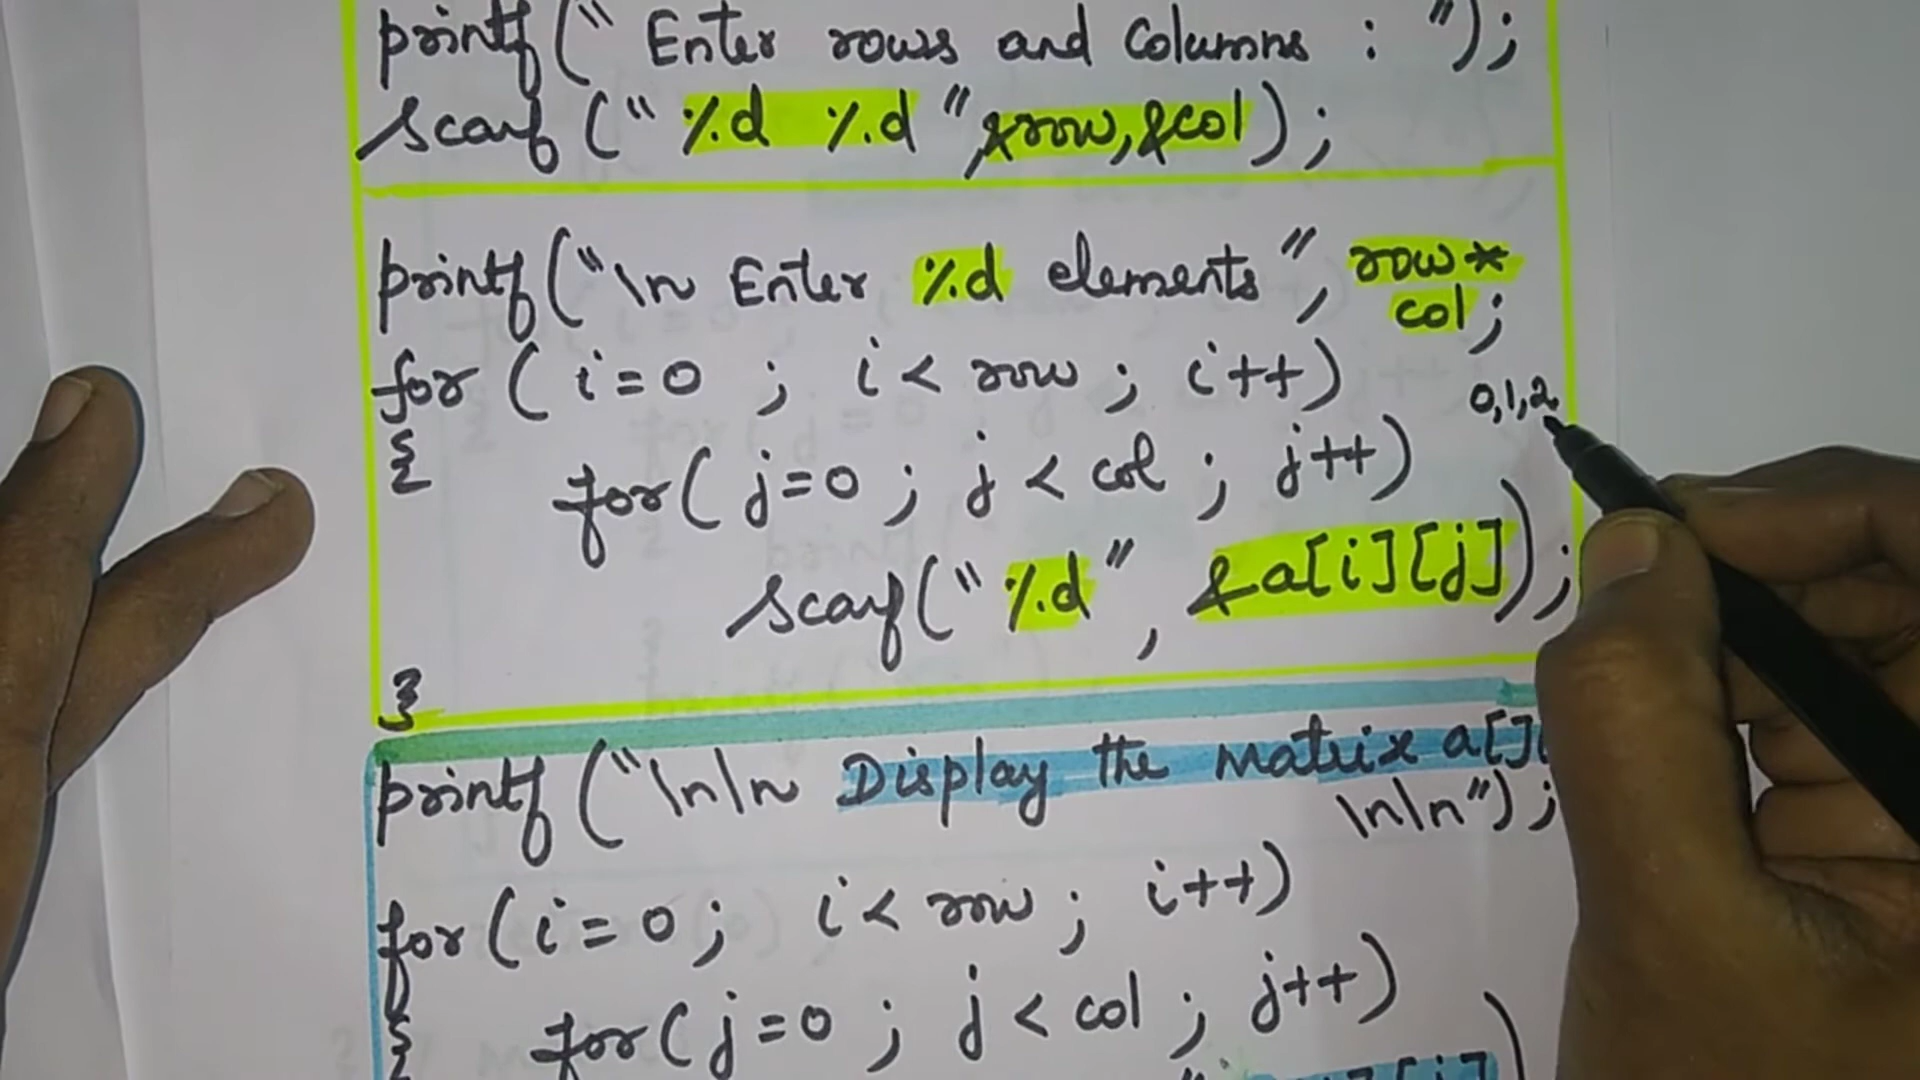 printf(" Enter rows and columns : ");
scanf (" %d %d ",&row,&col);
printf("\n Enter %d elements", row*
col;
for ( i=0 ; i< row ; i++)
0,1,2
{ for( j=0 ; j< col ; j++)
scanf(" %d ", &a[i][j]);
}
printf ("\n\n Display the matrix a[]
\n\n");
for (i=0; i< row ; i++)
{ for( j=0 ; j< col ; j++)
[j]